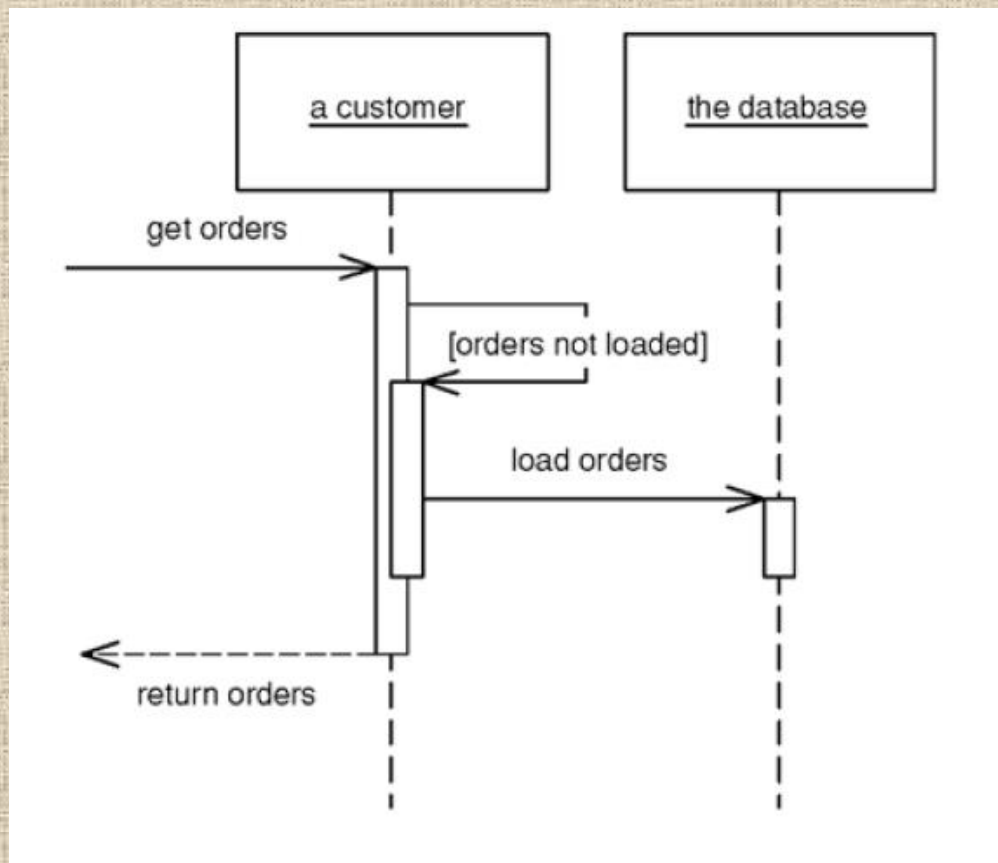 a customer
the database
get orders
[orders not loaded]
load orders
return orders